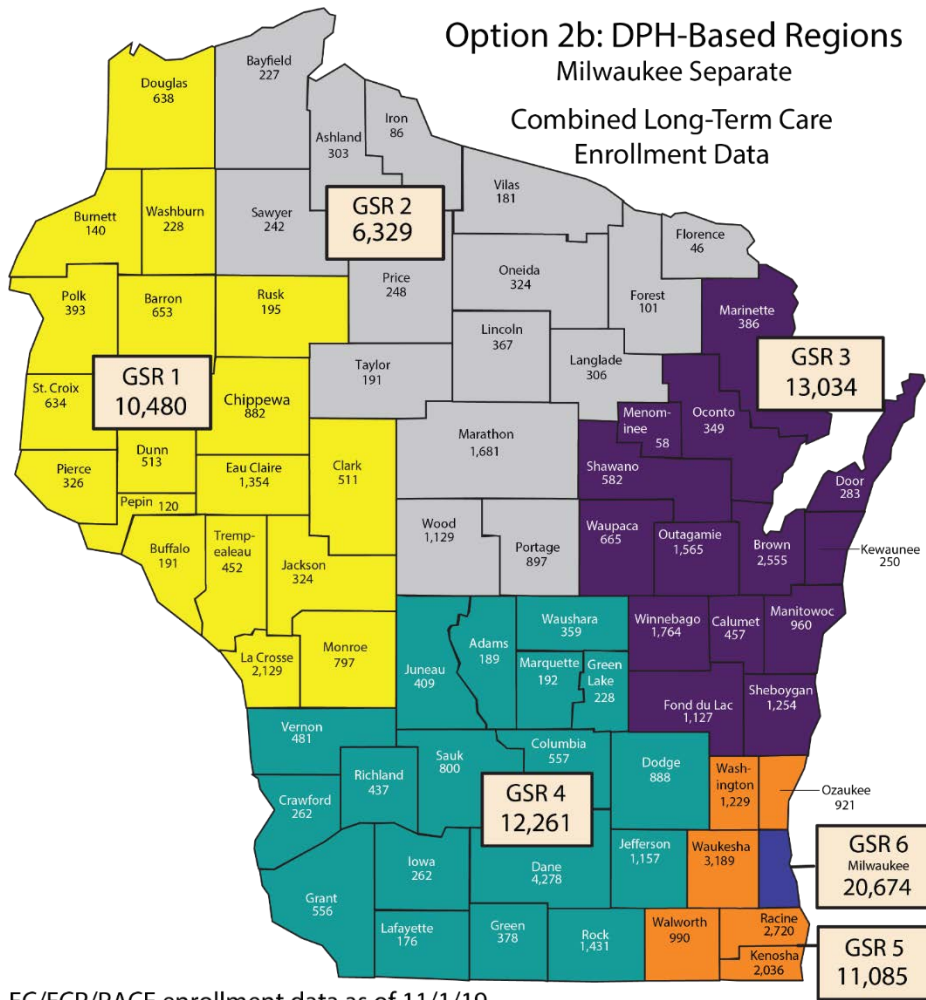 Option 2b: DPH-Based Regions
Milwaukee Separate
Combined Long-Term Care
Enrollment Data
Bayfield
227
Douglas
638
Iron
86
Ashland
303
Vilas
181
GSR 2
6,329
Burnett
140
Washburn
228
Sawyer
242
Florence
46
Oneida
324
Price
248
Forest
101
Polk
393
Barron
653
Rusk
195
Marinette
386
Lincoln
367
GSR 3
13,034
Taylor
191
Langlade
306
GSR 1
10,480
St. Croix
634
Chippewa
882
Menom-
inee
58
Oconto
349
Marathon
1,681
Dunn
513
Pierce
326
Eau Claire
1,354
Clark
511
Shawano
582
Door
283
Pepin 120
Wood
1,129
Portage
897
Waupaca
665
Outagamie
1,565
Brown
2,555
Kewaunee
250
Buffalo
191
Tremp-
ealeau
452
Jackson
324
Waushara
359
Winnebago
1,764
Calumet
457
Manitowoc
960
La Crosse
2,129
Monroe
797
Juneau
409
Adams
189
Marquette
192
Green
Lake
228
Fond du Lac
1,127
Sheboygan
1,254
Vernon
481
Sauk
800
Columbia
557
Dodge
888
Wash-
ington
1,229
Ozaukee
921
Richland
437
Crawford
262
GSR 4
12,261
Jefferson
1,157
Waukesha
3,189
GSR 6
Milwaukee
20,674
Iowa
262
Dane
4,278
Grant
556
Lafayette
176
Green
378
Rock
1,431
Walworth
990
Racine
2,720
Kenosha
2,036
GSR 5
11,085
enrollment data as of 11/1/19